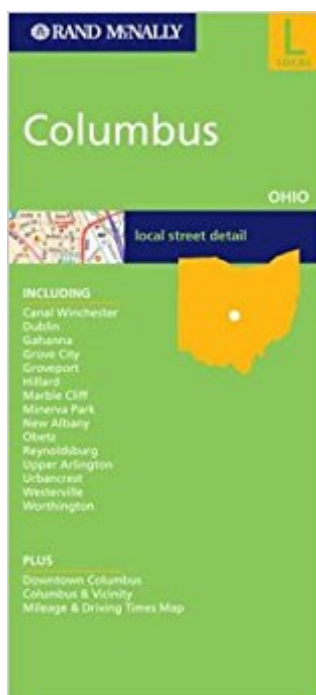 RAND McNALLY
L
LOCAL
Columbus
OHIO
local street detail
INCLUDING
Canal Winchester
Dublin
Gahanna
Grove City
Groveport
Hillard
Marble Cliff
Minerva Park
New Albany
Obetz
Reynoldsburg
Upper Arlington
Urbancrest
Westerville
Worthington
PLUS
Downtown Columbus
Columbus & Vicinity
Mileage & Driving Times Map